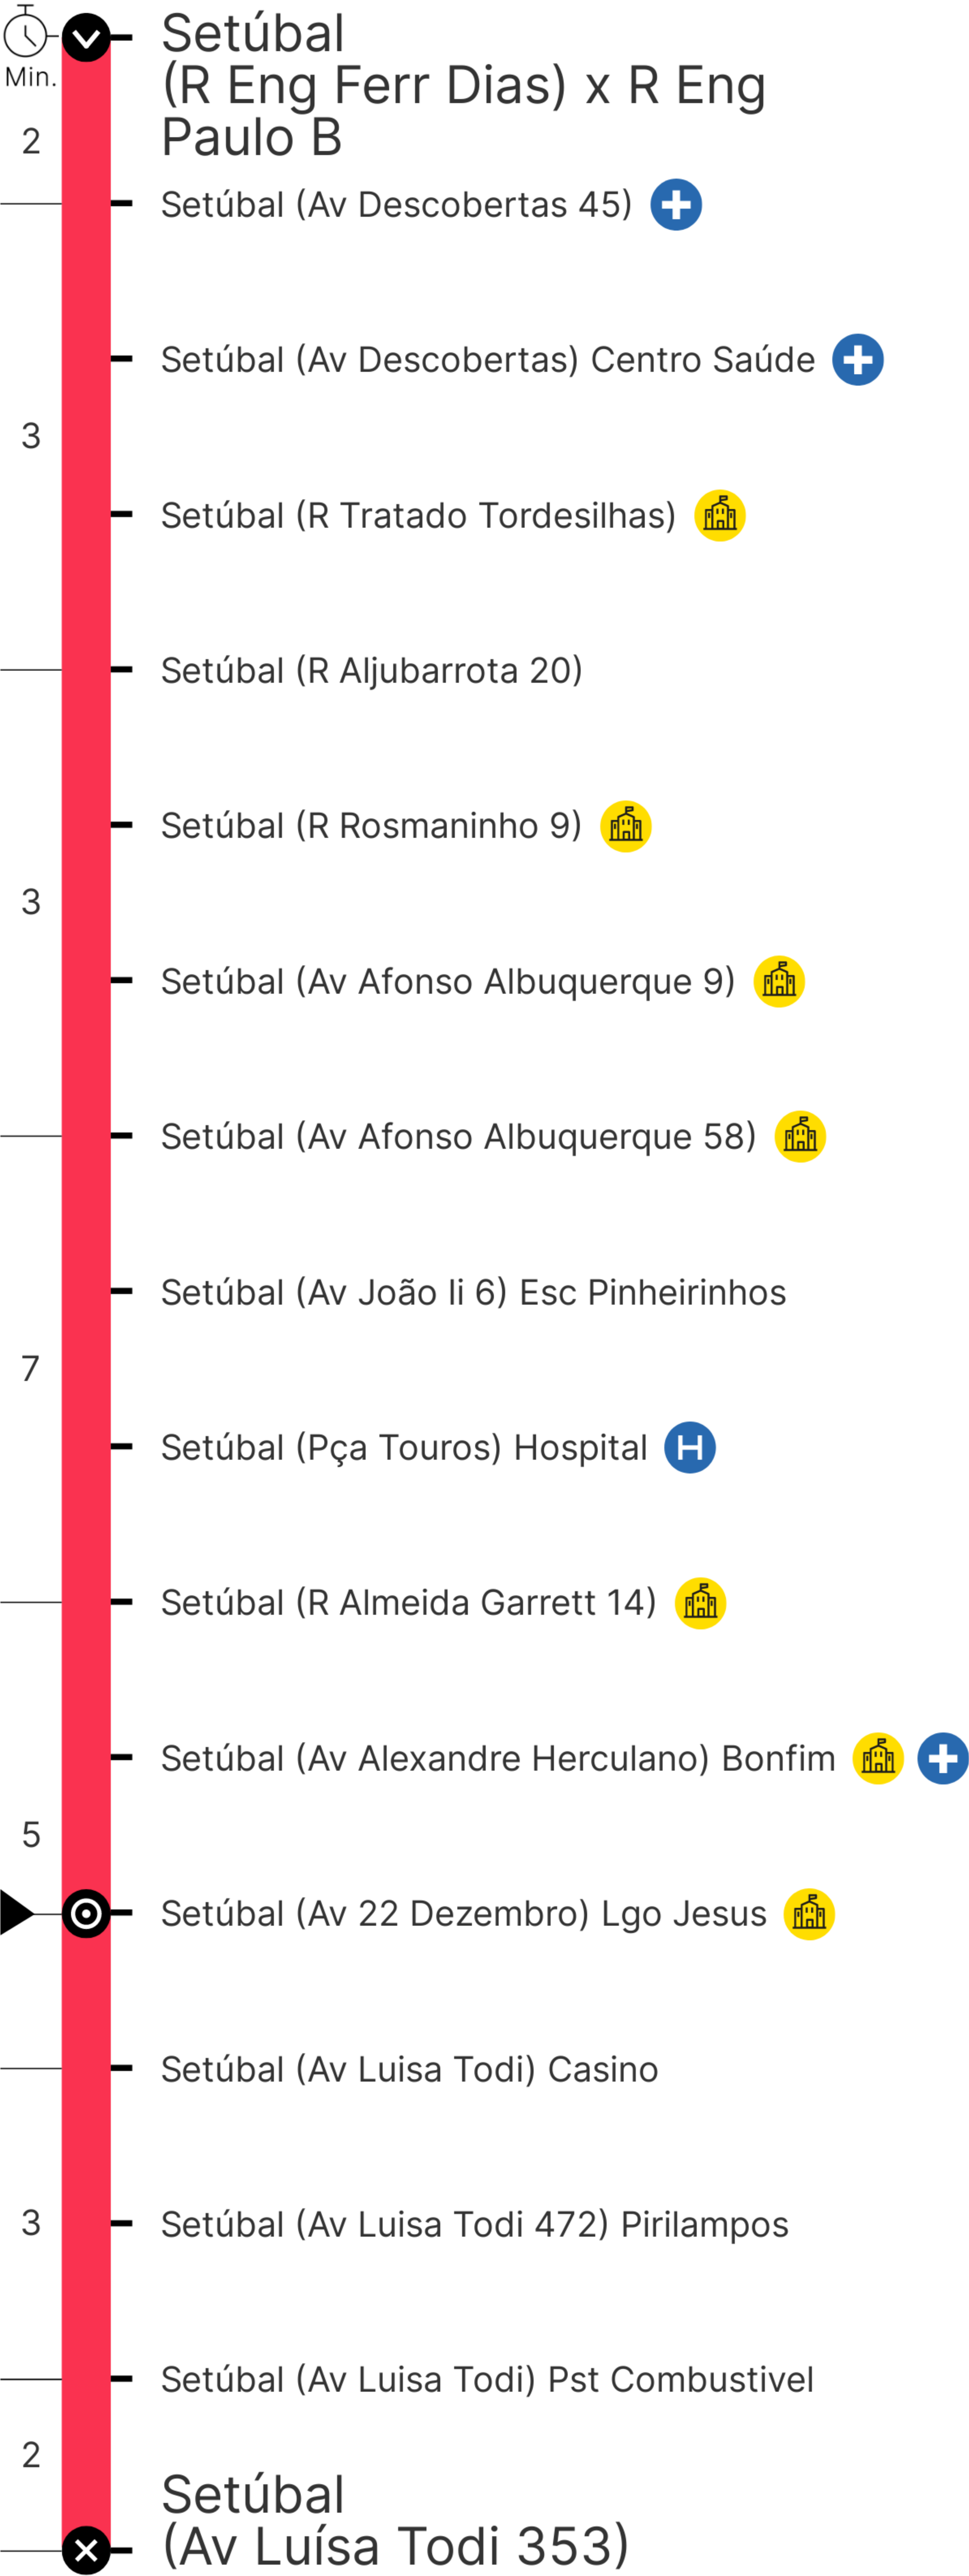 Min.
Setúbal
(R Eng Ferr Dias) x R Eng
Paulo B
2
Setúbal (Av Descobertas 45)
Setúbal (Av Descobertas) Centro Saúde
3
Setúbal (R Tratado Tordesilhas)
Setúbal (R Aljubarrota 20)
Setúbal (R Rosmaninho 9)
3
Setúbal (Av Afonso Albuquerque 9)
Setúbal (Av Afonso Albuquerque 58)
Setúbal (Av João Ii 6) Esc Pinheirinhos
7
Setúbal (Pça Touros) Hospital H
Setúbal (R Almeida Garrett 14)
Setúbal (Av Alexandre Herculano) Bonfim
5
Setúbal (Av 22 Dezembro) Lgo Jesus
Setúbal (Av Luisa Todi) Casino
3
Setúbal (Av Luisa Todi 472) Pirilampos
Setúbal (Av Luisa Todi) Pst Combustivel
2
Setúbal
(Av Luísa Todi 353)